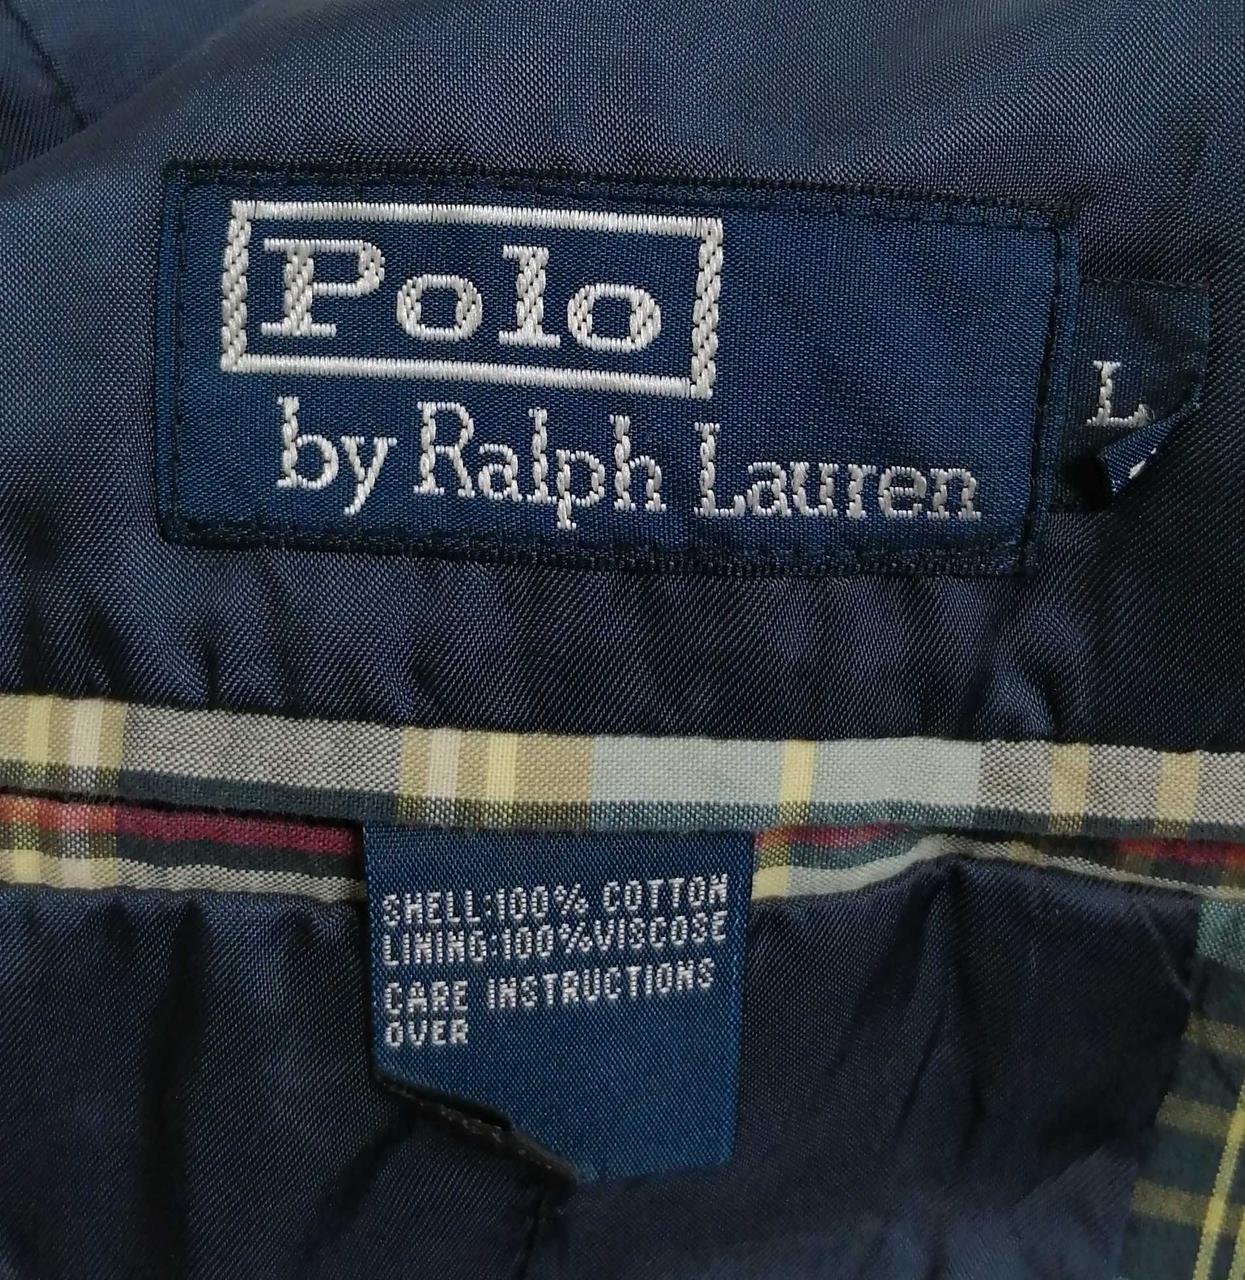 Polo
by Ralph Lauren
L
SHELL:100% COTTON
LINING:100%VISCOSE
CARE INSTRUCTIONS
OVER